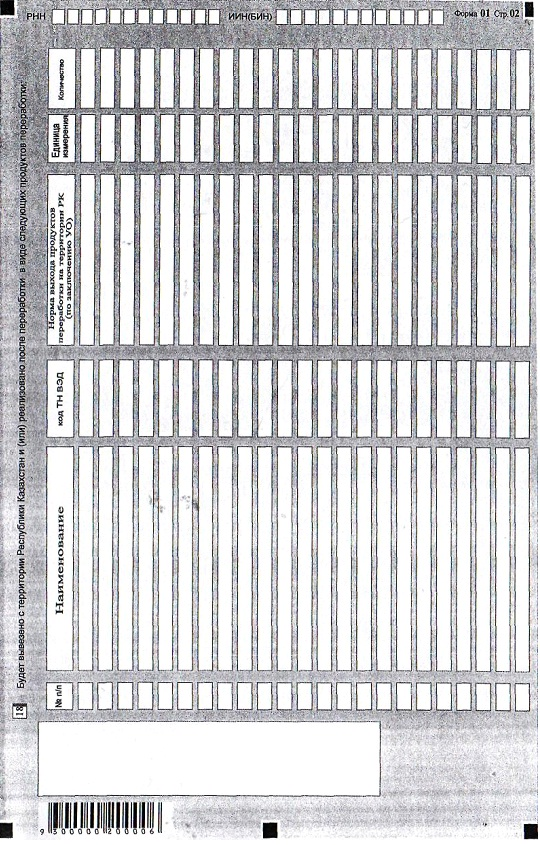 РНН ИИН(БИН) Форма 01 Стр. 02
18 Будет вывезено с территории Республики Казахстан и (или) реализовано после переработки в виде следующих продуктов переработки:
№ п/п
Наименование
код ТН ВЭД
Норма выхода продуктов
переработки на территории РК
(по заключению УО)
Единица
измерения
Количество
9 500000 200006